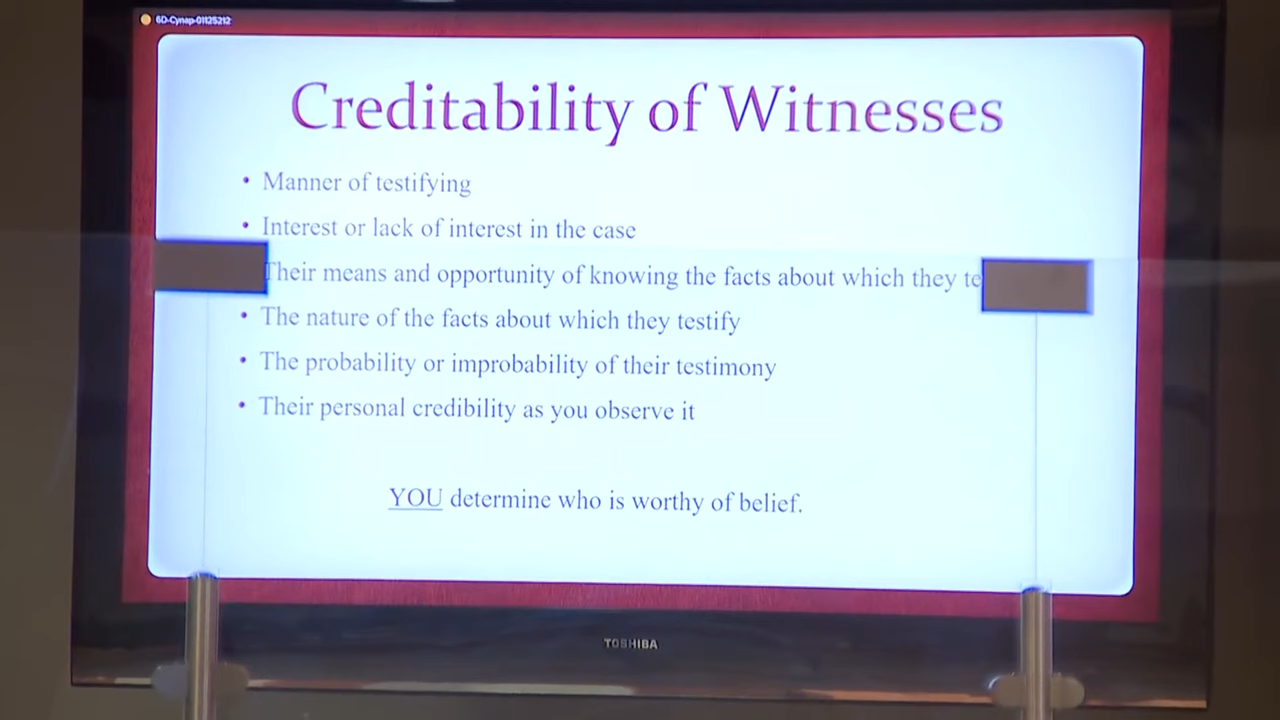 6D-Cynap-01125212
Creditability of Witnesses
• Manner of testifying
• Interest or lack of interest in the case
Their means and opportunity of knowing the facts about which they te
• The nature of the facts about which they testify
• The probability or improbability of their testimony
• Their personal credibility as you observe it
YOU determine who is worthy of belief.
TOSHIBA